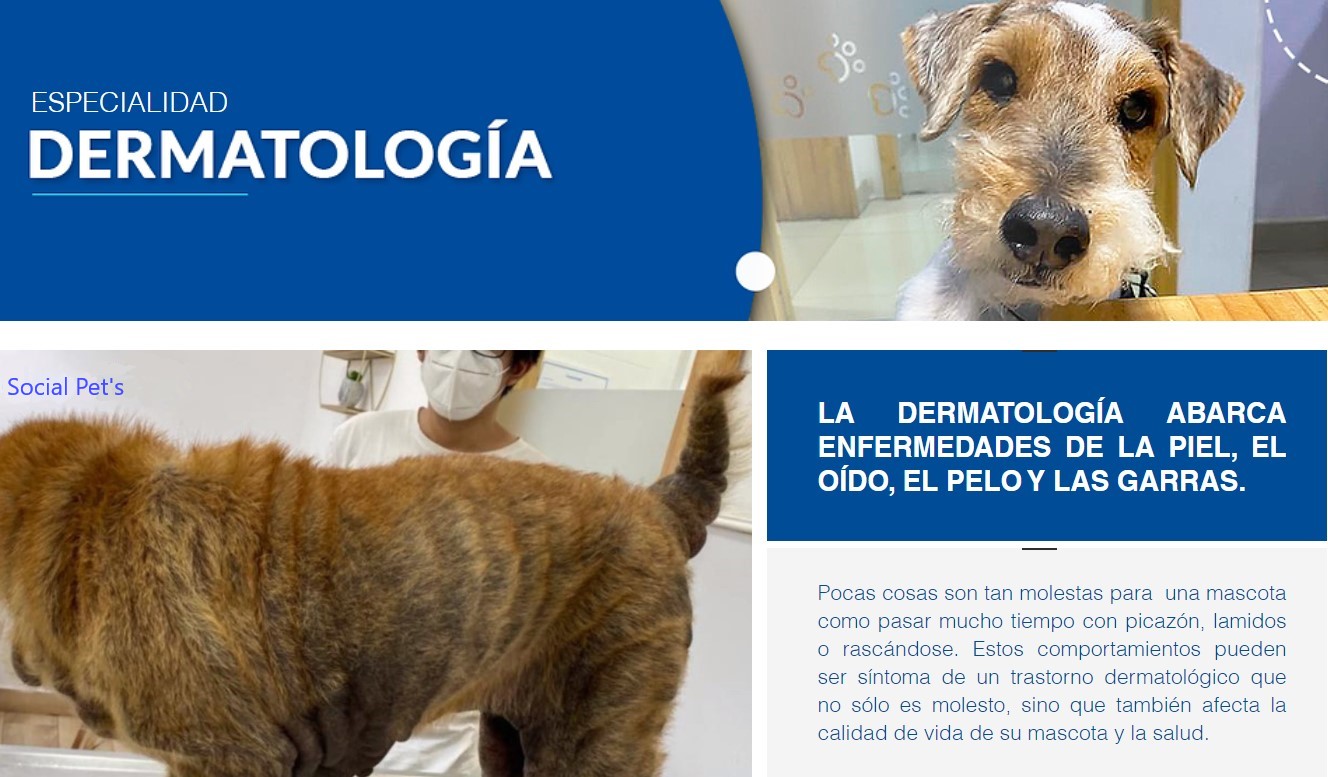 ESPECIALIDAD
DERMATOLOGÍA
Social Pet's
LA DERMATOLOGÍA ABARCA
ENFERMEDADES DE LA PIEL, EL
OÍDO, EL PELO Y LAS GARRAS.
Pocas cosas son tan molestas para una mascota
como pasar mucho tiempo con picazón, lamidos
o rascándose. Estos comportamientos pueden
ser síntoma de un trastorno dermatológico que
no sólo es molesto, sino que también afecta la
calidad de vida de su mascota y la salud.